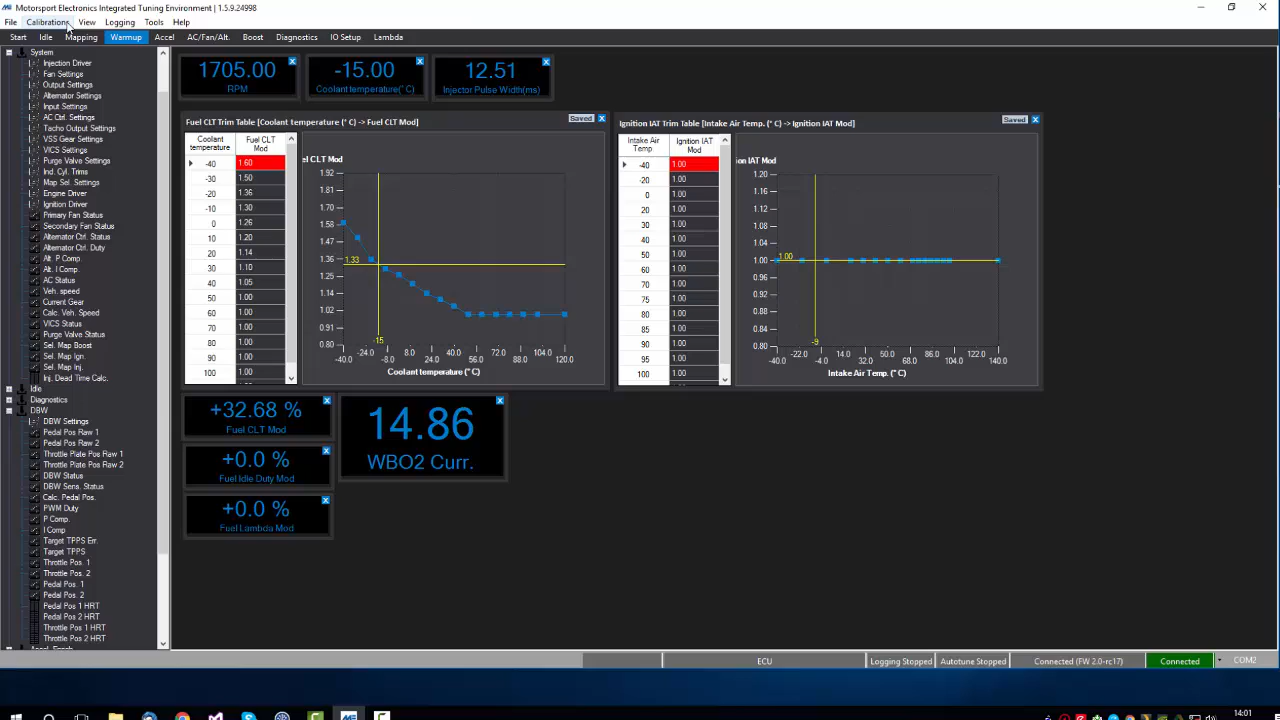 Motorsport Electronics Integrated Tuning Environment | 1.5.9.24998
File Calibrations View Logging Tools Help
Start Idle Mapping Warmup Accel AC/Fan/Alt. Boost Diagnostics IO Setup Lambda
System
Injection Driver
Fan Settings
Output Settings
Alternator Settings
Input Settings
AC Ctrl. Settings
Tacho Output Settings
VSS Gear Settings
VICS Settings
Purge Valve Settings
Ind. Cyl. Trims
Map Sel. Settings
Engine Driver
Ignition Driver
Primary Fan Status
Secondary Fan Status
Alternator Ctrl. Status
Alternator Ctrl. Duty
Alt. P Comp.
Alt. I Comp.
AC Status
Veh. speed
Current Gear
Calc. Veh. Speed
VICS Status
Purge Valve Status
Sel. Map Boost
Sel. Map Ign.
Sel. Map Inj.
Inj. Dead Time Calc.
Idle
Diagnostics
DBW
DBW Settings
Pedal Pos Raw 1
Pedal Pos Raw 2
Throttle Plate Pos Raw 1
Throttle Plate Pos Raw 2
DBW Status
DBW Sens. Status
Calc. Pedal Pos.
PWM Duty
P Comp.
I Comp
Target TPPS Err.
Target TPPS
Throttle Pos. 1
Throttle Pos. 2
Pedal Pos. 1
Pedal Pos. 2
Pedal Pos 1 HRT
Pedal Pos 2 HRT
Throttle Pos 1 HRT
Throttle Pos 2 HRT
1705.00
RPM
-15.00
Coolant temperature(° C)
12.51
Injector Pulse Width(ms)
Fuel CLT Trim Table [Coolant temperature (° C) -> Fuel CLT Mod]
Saved
Coolant temperature
Fuel CLT Mod
-40 1.60
-30 1.50
-20 1.36
-10 1.30
0 1.26
10 1.20
20 1.14
30 1.10
40 1.05
50 1.00
60 1.00
70 1.00
80 1.00
90 1.00
100 1.00
el CLT Mod
1.92
1.81
1.70
1.58
1.47
1.36
1.25
1.14
1.02
0.91
0.80
1.33
-15
-40.0 -24.0 -8.0 8.0 24.0 40.0 56.0 72.0 88.0 104.0 120.0
Coolant temperature (° C)
Ignition IAT Trim Table [Intake Air Temp. (° C) -> Ignition IAT Mod]
Saved
Intake Air Temp
Ignition IAT Mod
-40 1.00
-20 1.00
0 1.00
20 1.00
30 1.00
40 1.00
50 1.00
60 1.00
70 1.00
75 1.00
80 1.00
85 1.00
90 1.00
95 1.00
100 1.00
on IAT Mod
1.20
1.16
1.12
1.08
1.04
1.00
0.96
0.92
0.88
0.84
0.80
1.00
-9
-40.0 -22.0 -4.0 14.0 32.0 50.0 68.0 86.0 104.0 122.0 140.0
Intake Air Temp. (° C)
+32.68 %
Fuel CLT Mod
+0.0 %
Fuel Idle Duty Mod
+0.0 %
Fuel Lambda Mod
14.86
WBO2 Curr.
ECU Logging Stopped Autotune Stopped Connected (FW 2.0-rc17) Connected COM2
14:01